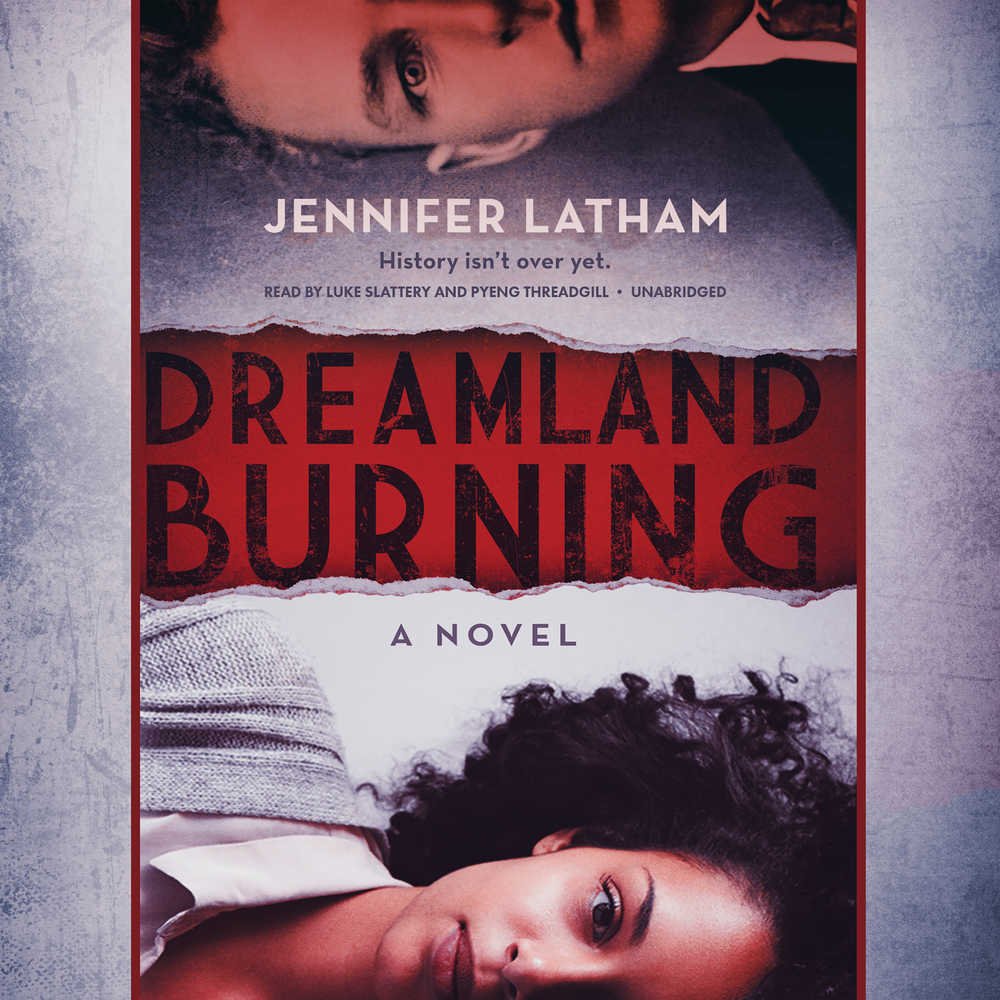 JENNIFER LATHAM
History isn't over yet.
READ BY LUKE SLATTERY AND PYENG THREADGILL • UNABRIDGED
DREAMLAND
BURNING
A NOVEL